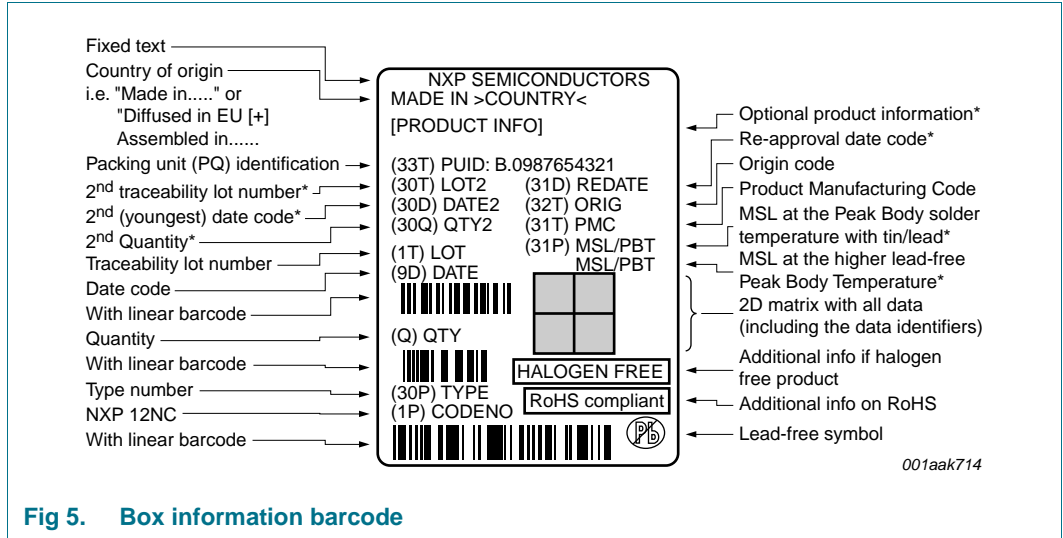 Fixed text
Country of origin
i.e. "Made in....." or
"Diffused in EU [+]
Assembled in......
Packing unit (PQ) identification
2nd traceability lot number*
2nd (youngest) date code*
2nd Quantity*
Traceability lot number
Date code
With linear barcode
Quantity
With linear barcode
Type number
NXP 12NC
With linear barcode
NXP SEMICONDUCTORS
MADE IN >COUNTRY<
[PRODUCT INFO]
(33T) PUID: B.0987654321
(30T) LOT2 (31D) REDATE
(30D) DATE2 (32T) ORIG
(30Q) QTY2 (31T) PMC
(31P) MSL/PBT
(1T) LOT MSL/PBT
(9D) DATE
(Q) QTY
HALOGEN FREE
(30P) TYPE
RoHS compliant
(1P) CODENO
Pb
Optional product information*
Re-approval date code*
Origin code
Product Manufacturing Code
MSL at the Peak Body solder
temperature with tin/lead*
MSL at the higher lead-free
Peak Body Temperature*
2D matrix with all data
(including the data identifiers)
Additional info if halogen
free product
Additional info on RoHS
Lead-free symbol
001aak714
Fig 5. Box information barcode